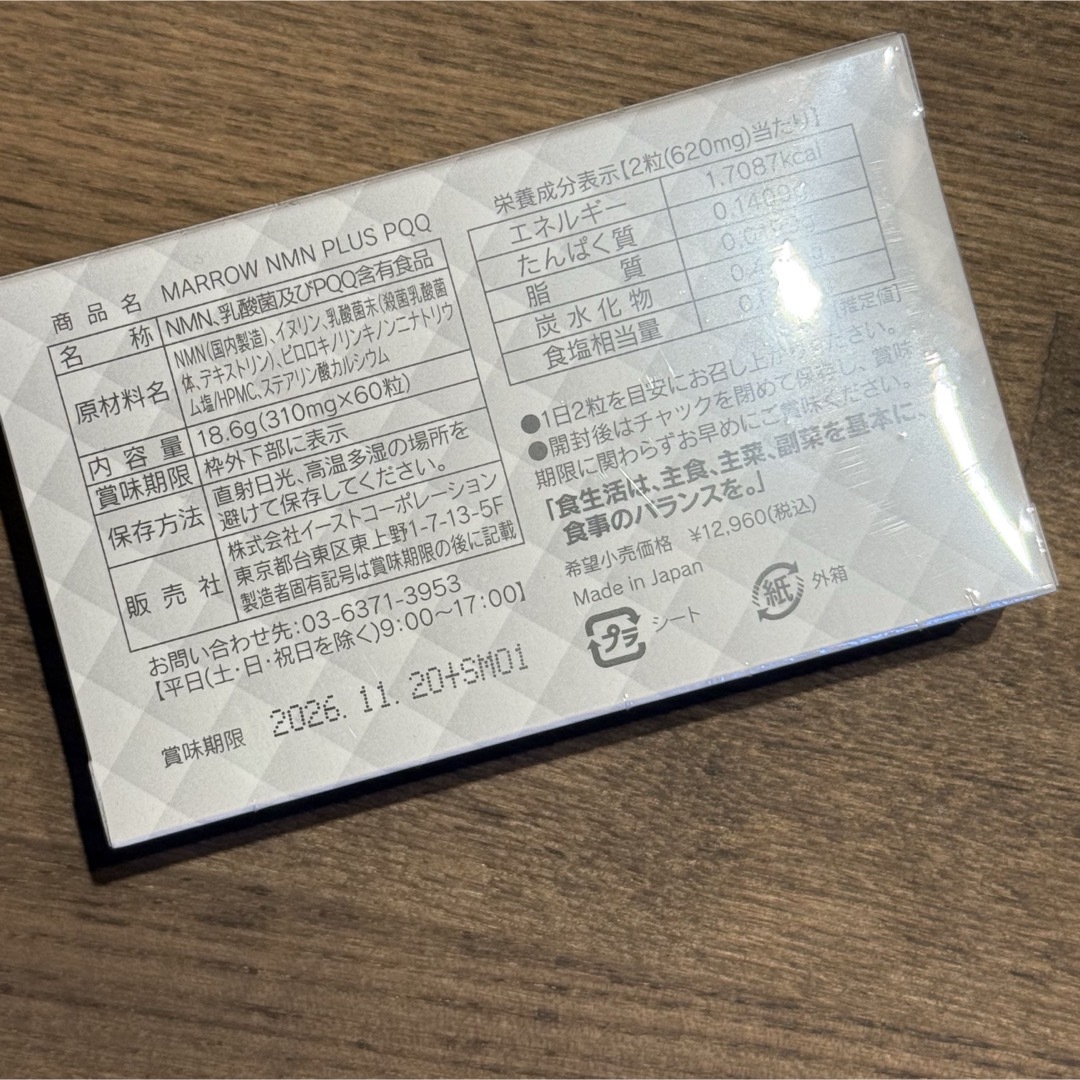 商品名 MARROW NMN PLUS PQQ
名称 NMN、乳酸菌及びPQQ含有食品
原材料名 NMN(国内製造)、イヌリン、乳酸菌末(殺菌乳酸菌
体、デキストリン)、ピロロキノリンキノンニナトリウ
ム塩/HPMC、ステアリン酸カルシウム
内容量 18.6g(310mg×60粒)
賞味期限 枠外下部に表示
保存方法 直射日光、高温多湿の場所を
避けて保存してください。
販売社 株式会社イーストコーポレーション
東京都台東区東上野1-7-13-5F
製造者固有記号は賞味期限の後に記載
お問い合わせ先:03-6371-3953
【平日(土・日・祝日を除く)9:00〜17:00】
賞味期限 2026.11.20+SM01
栄養成分表示【2粒(620mg)当たり】
エネルギー 1.7087kcal
たんぱく質
脂質
炭水化物
食塩相当量
(推定値)
●1日2粒を目安にお召し上がりください。
●開封後はチャックを閉めて保存し、賞味
期限に関わらずお早めにご賞味ください。
「食生活は、主食、主菜、副菜を基本に、
食事のバランスを。」
希望小売価格 ¥12,960(税込)
Made in Japan
プラ シート
紙 外箱